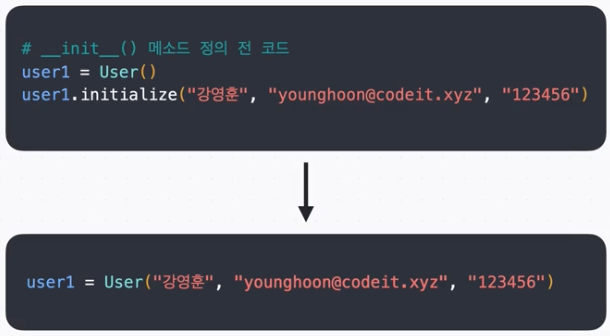 # __init__() 메소드 정의 전 코드
user1 = User()
user1.initialize("강영훈", "younghoon@codeit.xyz", "123456")
user1 = User("강영훈", "younghoon@codeit.xyz", "123456")